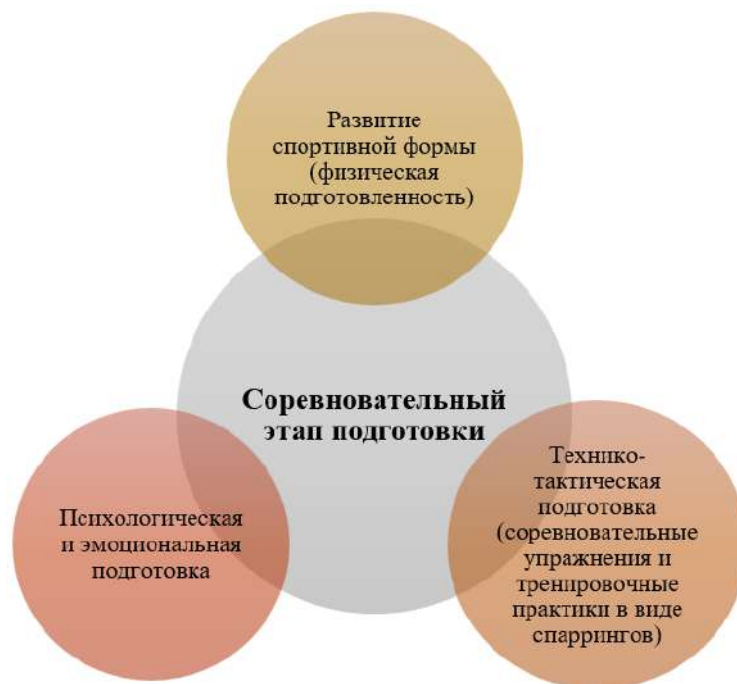 Развитие
спортивной формы
(физическая
подготовленность)
Соревновательный
этап подготовки
Психологическая
и эмоциональная
подготовка
Технико-
тактическая
подготовка
(соревновательные
упражнения и
тренировочные
практики в виде
спаррингов)